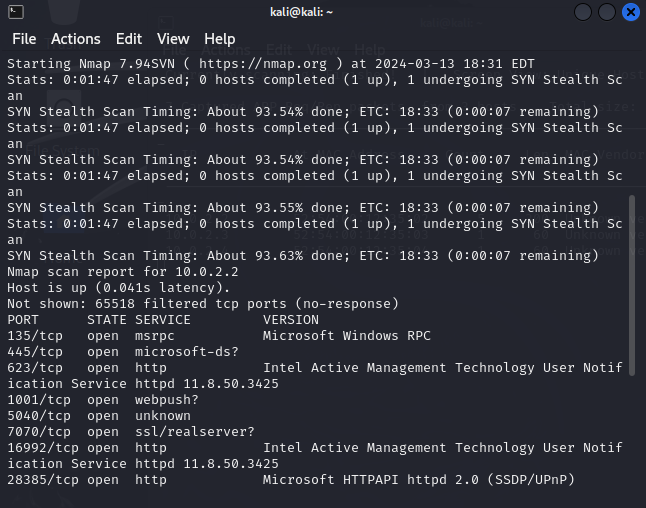 kali@kali: ~
File Actions Edit View Help
Starting Nmap 7.94SVN ( https://nmap.org ) at 2024-03-13 18:31 EDT
Stats: 0:01:47 elapsed; 0 hosts completed (1 up), 1 undergoing SYN Stealth Sc
an
SYN Stealth Scan Timing: About 93.54% done; ETC: 18:33 (0:00:07 remaining)
Stats: 0:01:47 elapsed; 0 hosts completed (1 up), 1 undergoing SYN Stealth Sc
an
SYN Stealth Scan Timing: About 93.54% done; ETC: 18:33 (0:00:07 remaining)
Stats: 0:01:47 elapsed; 0 hosts completed (1 up), 1 undergoing SYN Stealth Sc
an
SYN Stealth Scan Timing: About 93.55% done; ETC: 18:33 (0:00:07 remaining)
Stats: 0:01:47 elapsed; 0 hosts completed (1 up), 1 undergoing SYN Stealth Sc
an
SYN Stealth Scan Timing: About 93.63% done; ETC: 18:33 (0:00:07 remaining)
Nmap scan report for 10.0.2.2
Host is up (0.041s latency).
Not shown: 65518 filtered tcp ports (no-response)
PORT STATE SERVICE VERSION
135/tcp open msrpc Microsoft Windows RPC
445/tcp open microsoft-ds?
623/tcp open http Intel Active Management Technology User Notif
ication Service httpd 11.8.50.3425
1001/tcp open webpush?
5040/tcp open unknown
7070/tcp open ssl/realserver?
16992/tcp open http Intel Active Management Technology User Notif
ication Service httpd 11.8.50.3425
28385/tcp open http Microsoft HTTPAPI httpd 2.0 (SSDP/UPnP)